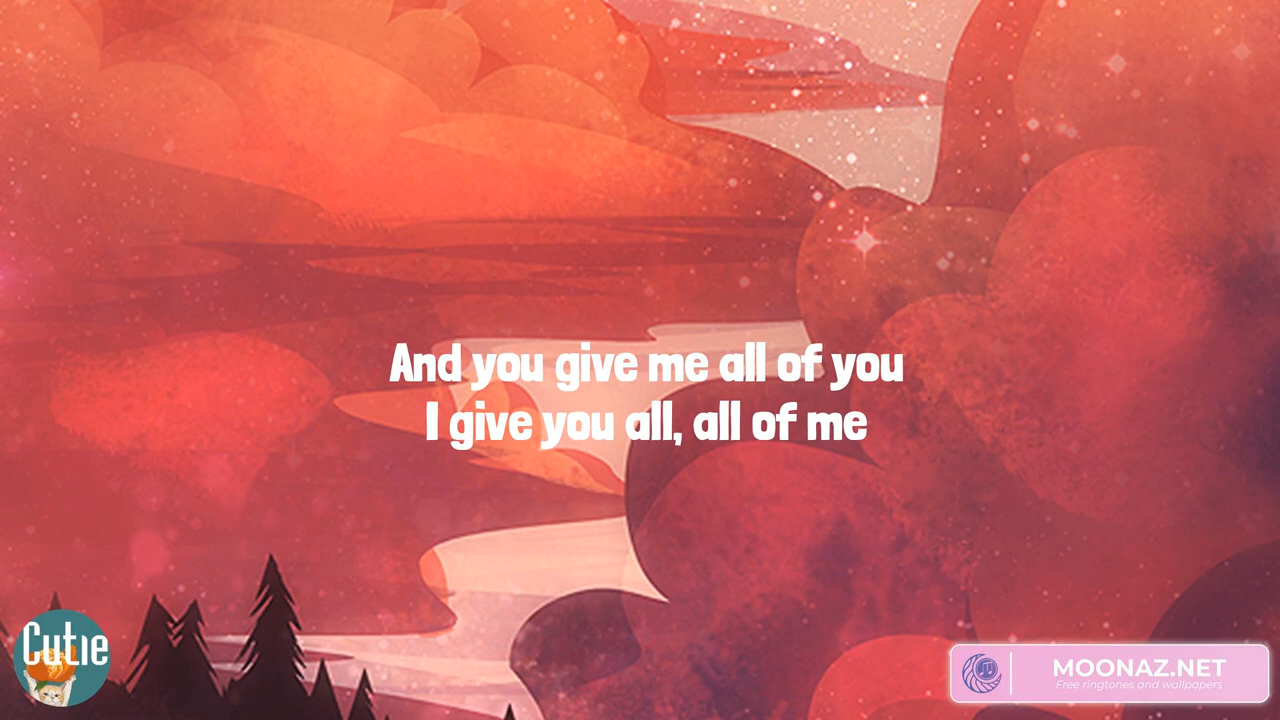 And you give me all of you
I give you all, all of me
Cutie
MOONAZ.NET
Free ringtones and wallpapers